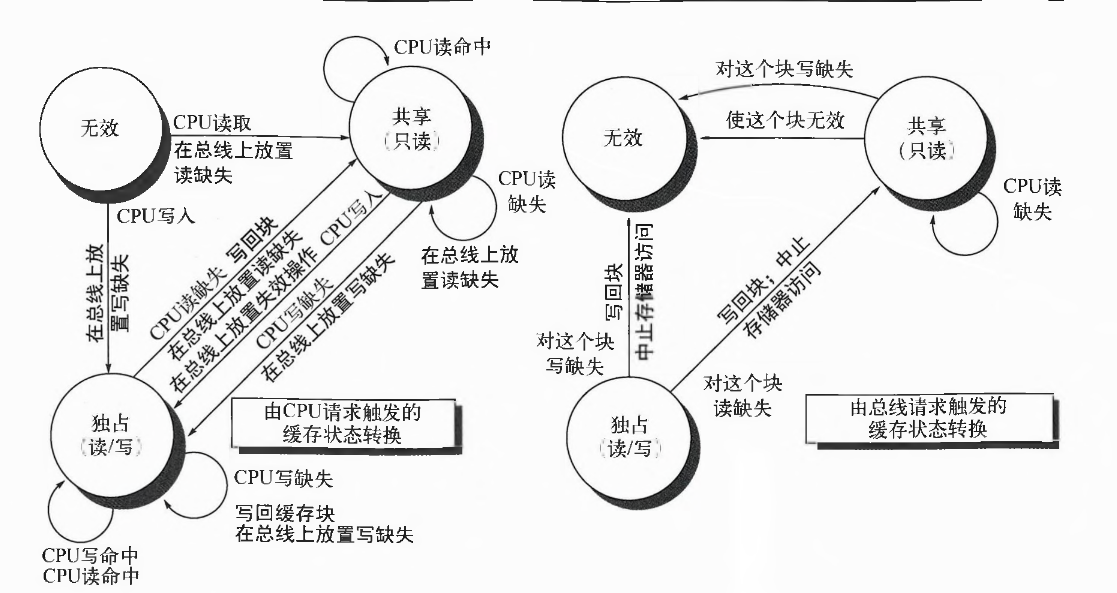 CPU读命中
无效
共享
(只读)
CPU读取
在总线上放置
读缺失
CPU读
缺失
在总线上放
置读缺失
CPU写入
在总线上放
置写缺失
CPU读缺失 写回块
在总线上放置读缺失
在总线上放置失效操作 CPU写入
CPU写缺失
在总线上放置写缺失
独占
(读/写)
由CPU请求触发的
缓存状态转换
CPU写缺失
写回缓存块
在总线上放置写缺失
CPU写命中
CPU读命中
对这个块写缺失
无效
使这个块无效
共享
(只读)
CPU读
缺失
写回块
中止存储器访问
写回块；中止
存储器访问
对这个块
写缺失
对这个块
读缺失
独占
(读/写)
由总线请求触发的
缓存状态转换